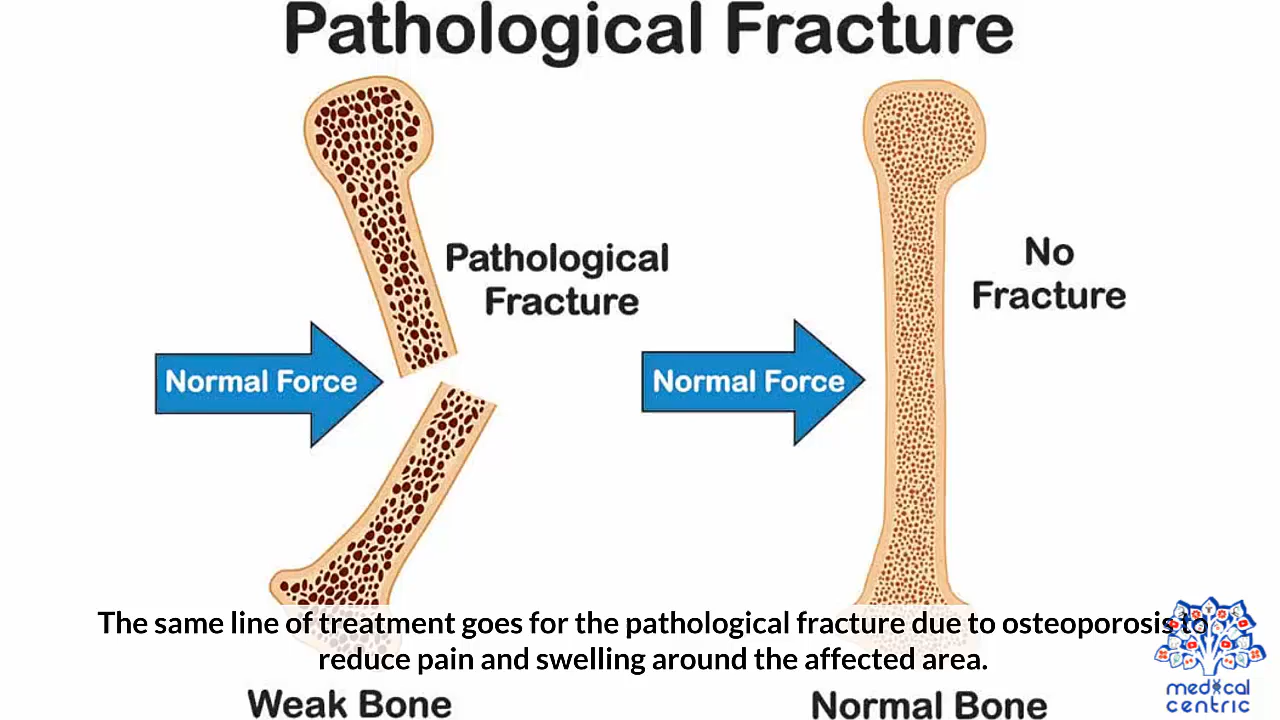 Pathological Fracture
Pathological
Fracture
No
Fracture
Normal Force
Normal Force
The same line of treatment goes for the pathological fracture due to osteoporosis to
reduce pain and swelling around the affected area.
Weak Bone
Normal Bone
medical
centric